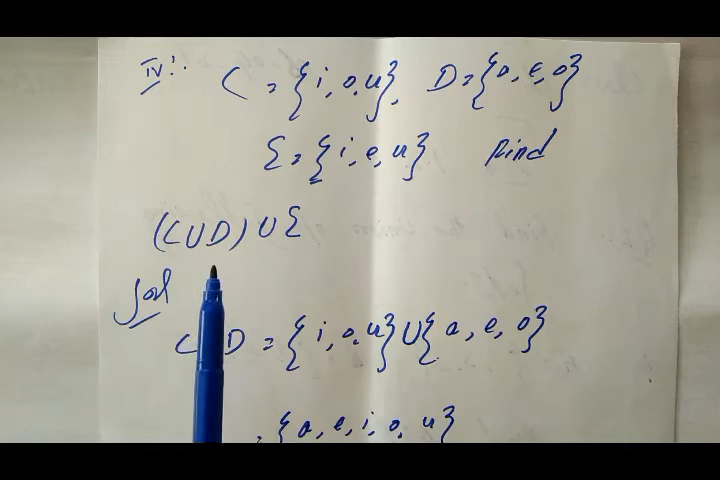 iv:. C = {i, o, u}, D = {a, e, o}
E = {i, e, u} Find
(C∪D) ∪ E
Sol
C D = {i, o, u} ∪ {a, e, o}
= {a, e, i, o, u}